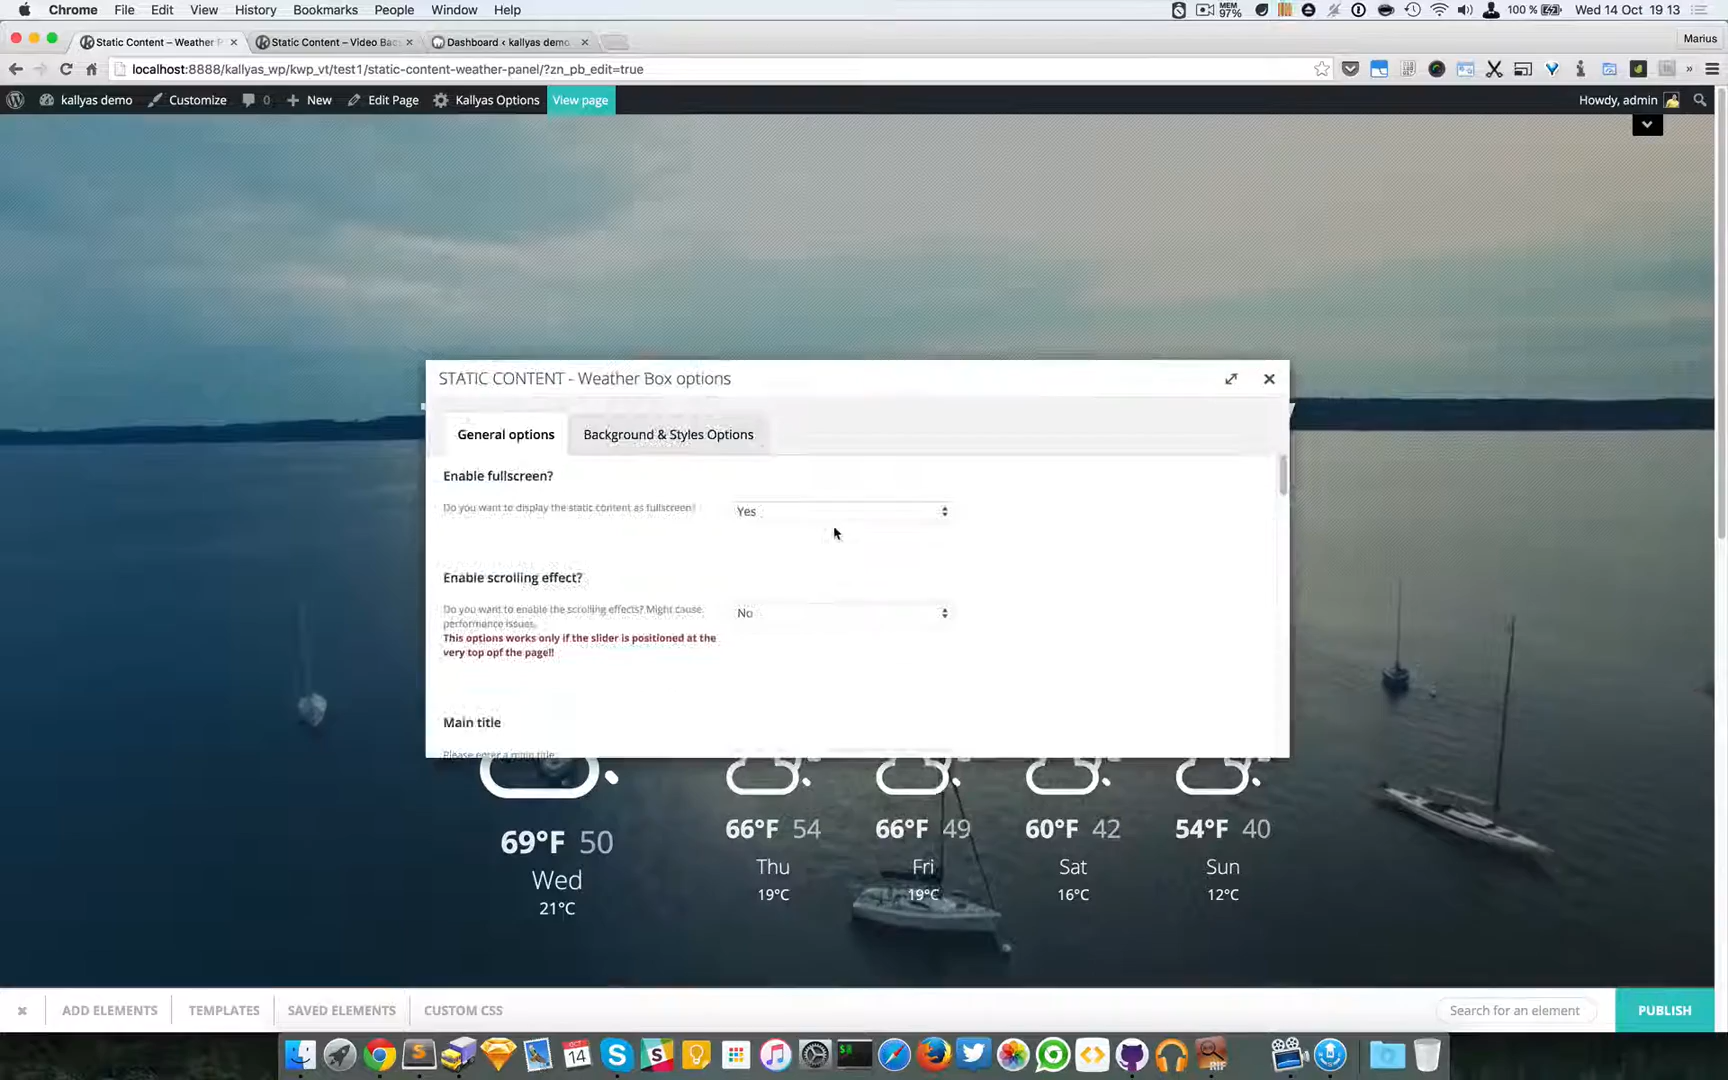 Chrome File Edit View History Bookmarks People Window Help MEM 97% 100 % Wed 14 Oct 19 13
Static Content – Weather P Static Content – Video Bac Dashboard ‹ kallyas demo Marius
localhost:8888/kallyas_wp/kwp_vt/test1/static-content-weather-panel/?zn_pb_edit=true
kallyas demo Customize 0 New Edit Page Kallyas Options View page Howdy, admin
STATIC CONTENT - Weather Box options
General options Background & Styles Options
Enable fullscreen?
Do you want to display the static content as fullscreen? Yes
Enable scrolling effect?
Do you want to enable the scrolling effects? Might cause No
performance issues.
This options works only if the slider is positioned at the
very top opf the page!!
Main title
Please enter a main title
69°F 50 66°F 54 66°F 49 60°F 42 54°F 40
Wed Thu Fri Sat Sun
21°C 19°C 19°C 16°C 12°C
ADD ELEMENTS TEMPLATES SAVED ELEMENTS CUSTOM CSS Search for an element PUBLISH
OCT
14
RIF